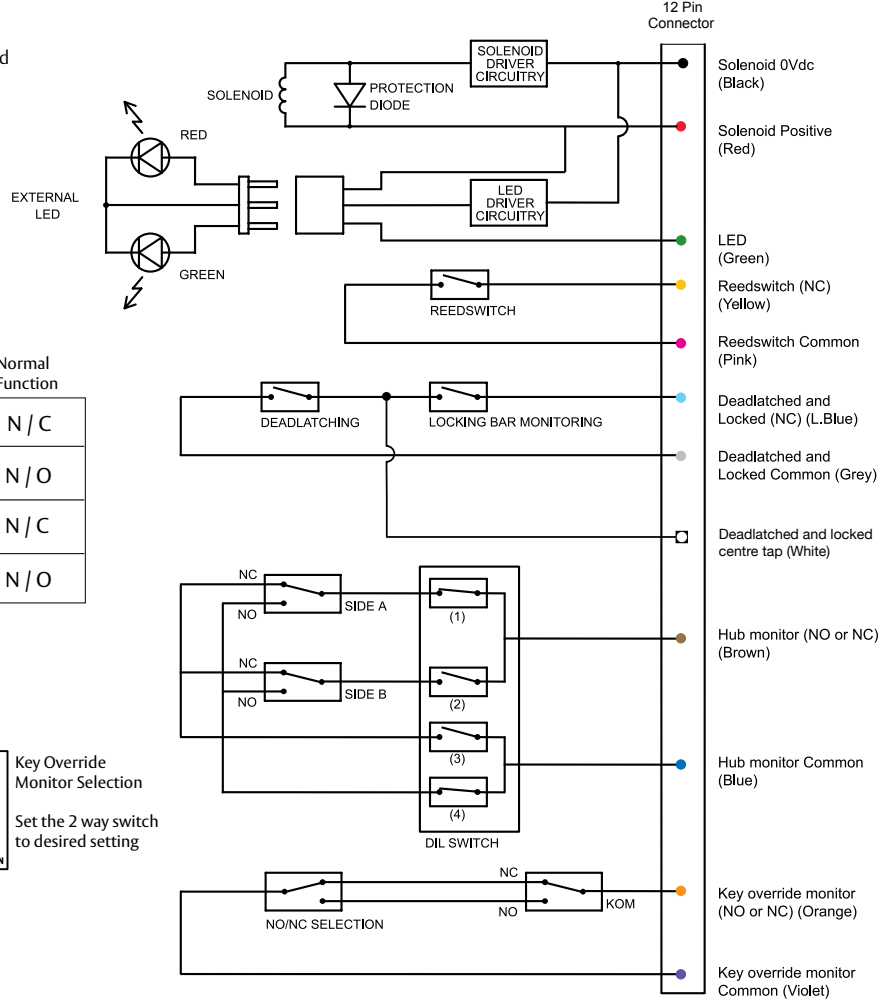 12 Pin
Connector
d
SOLENOID
DRIVER
CIRCUITRY
Solenoid 0Vdc
(Black)
SOLENOID
PROTECTION
DIODE
Solenoid Positive
(Red)
RED
EXTERNAL
LED
LED
DRIVER
CIRCUITRY
GREEN
LED
(Green)
REEDSWITCH
Reedswitch (NC)
(Yellow)
Reedswitch Common
(Pink)
Normal
Function
N / C
N / O
N / C
N / O
DEADLATCHING
LOCKING BAR MONITORING
Deadlatched and
Locked (NC) (L.Blue)
Deadlatched and
Locked Common (Grey)
Deadlatched and locked
centre tap (White)
NC
NO
SIDE A
(1)
NC
NO
SIDE B
(2)
(3)
(4)
DIL SWITCH
Hub monitor (NO or NC)
(Brown)
Hub monitor Common
(Blue)
Key Override
Monitor Selection
Set the 2 way switch
to desired setting
N
NC
NO
NO/NC SELECTION
KOM
Key override monitor
(NO or NC) (Orange)
Key override monitor
Common (Violet)